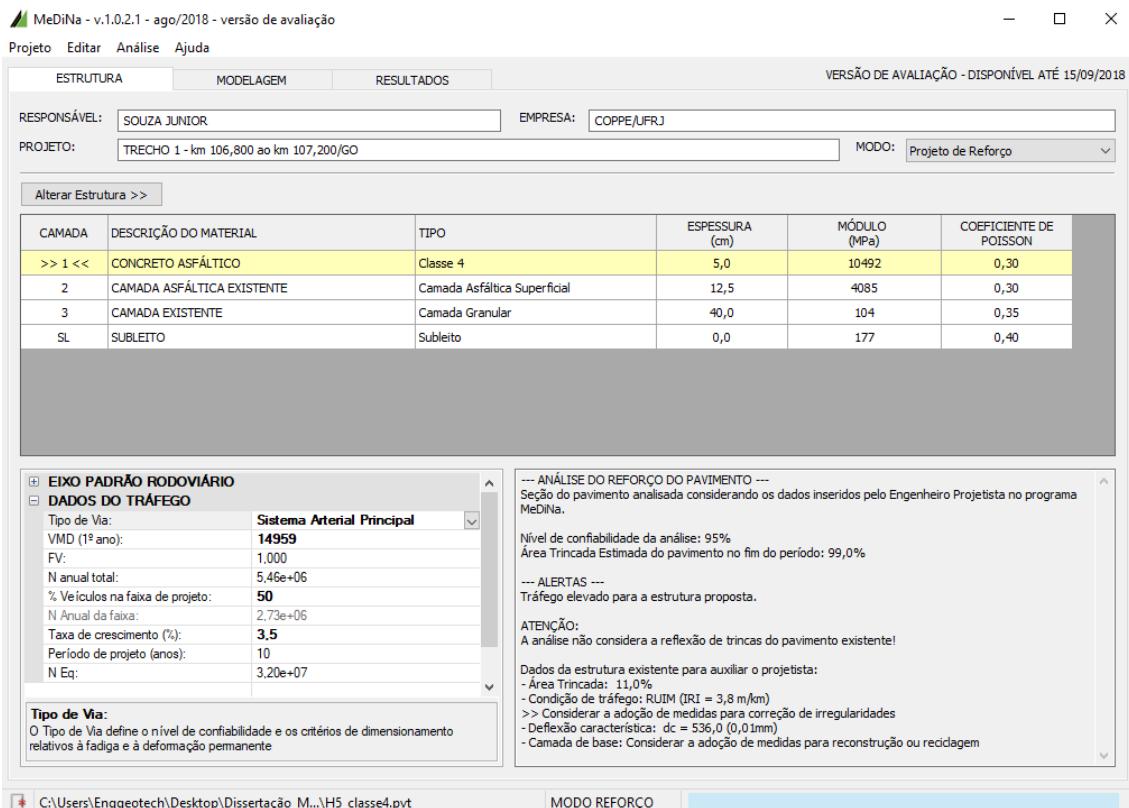 MeDiNa - v.1.0.2.1 - ago/2018 - versão de avaliação
Projeto Editar Análise Ajuda
ESTRUTURA MODELAGEM RESULTADOS VERSÃO DE AVALIAÇÃO - DISPONÍVEL ATÉ 15/09/2018
RESPONSÁVEL: SOUZA JUNIOR EMPRESA: COPPE/UFRJ
PROJETO: TRECHO 1 - km 106,800 ao km 107,200/GO MODO: Projeto de Reforço
Alterar Estrutura >>
CAMADA DESCRIÇÃO DO MATERIAL TIPO ESPESSURA (cm) MÓDULO (MPa) COEFICIENTE DE POISSON
>> 1 << CONCRETO ASFÁLTICO Classe 4 5,0 10492 0,30
2 CAMADA ASFÁLTICA EXISTENTE Camada Asfáltica Superficial 12,5 4085 0,30
3 CAMADA EXISTENTE Camada Granular 40,0 104 0,35
SL SUBLEITO Subleito 0,0 177 0,40
EIXO PADRÃO RODOVIÁRIO
DADOS DO TRÁFEGO
Tipo de Via: Sistema Arterial Principal
VMD (1º ano): 14959
FV: 1,000
N anual total: 5,46e+06
% Veículos na faixa de projeto: 50
N Anual da faixa: 2,73e+06
Taxa de crescimento (%): 3,5
Período de projeto (anos): 10
N Eq: 3,20e+07
Tipo de Via:
O Tipo de Via define o nível de confiabilidade e os critérios de dimensionamento
relativos à fadiga e à deformação permanente
--- ANÁLISE DO REFORÇO DO PAVIMENTO ---
Seção do pavimento analisada considerando os dados inseridos pelo Engenheiro Projetista no programa
MeDiNa.
Nível de confiabilidade da análise: 95%
Área Trincada Estimada do pavimento no fim do período: 99,0%
--- ALERTAS ---
Tráfego elevado para a estrutura proposta.
ATENÇÃO:
A análise não considera a reflexão de trincas do pavimento existente!
Dados da estrutura existente para auxiliar o projetista:
- Área Trincada: 11,0%
- Condição de tráfego: RUIM (IRI = 3,8 m/km)
>> Considerar a adoção de medidas para correção de irregularidades
- Deflexão característica: dc = 536,0 (0,01mm)
- Camada de base: Considerar a adoção de medidas para reconstrução ou reciclagem
C:\Users\Enggeotech\Desktop\Dissertação_M...\H5_classe4.pvt MODO REFORÇO